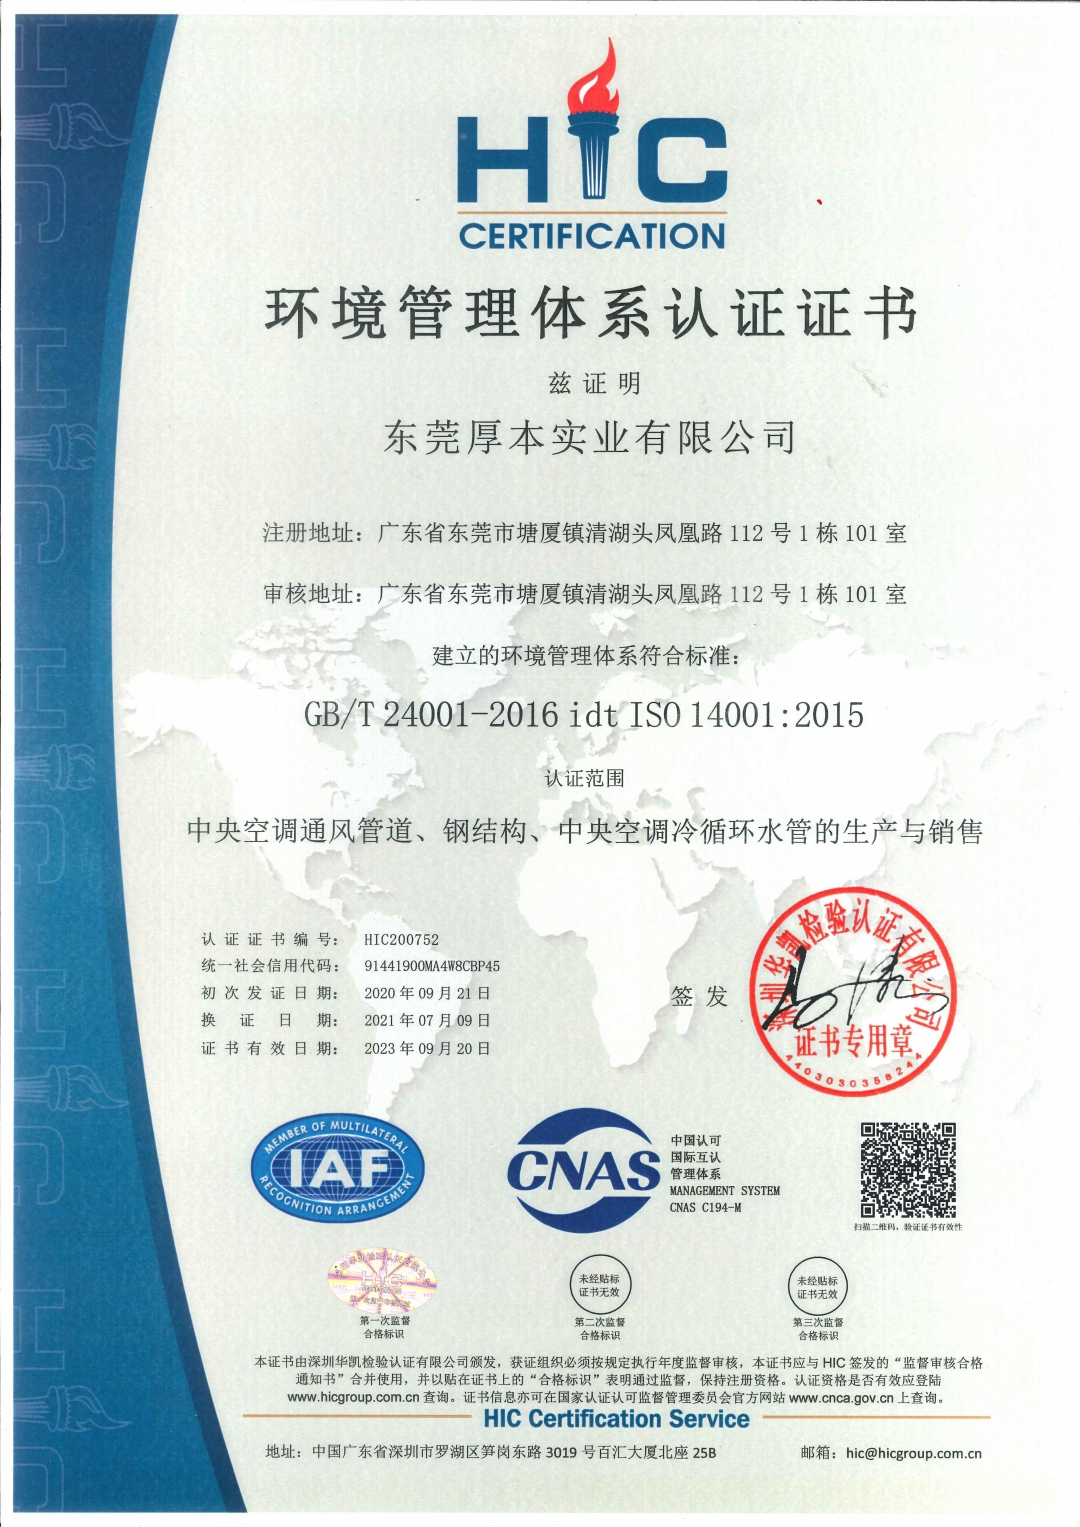 HIC
CERTIFICATION
环境管理体系认证证书
兹证明
东莞厚本实业有限公司
注册地址：广东省东莞市塘厦镇清湖头凤凰路 112 号 1 栋 101 室
审核地址：广东省东莞市塘厦镇清湖头凤凰路 112 号 1 栋 101 室
建立的环境管理体系符合标准：
GB/T 24001-2016 idt ISO 14001:2015
认证范围
中央空调通风管道、钢结构、中央空调冷循环水管的生产与销售
认证证书编号： HIC200752
统一社会信用代码： 91441900MA4W8CBP45
初次发证日期： 2020 年 09 月 21 日
换证日期： 2021 年 07 月 09 日
证书有效日期： 2023 年 09 月 20 日
签发
深圳华凯检验认证有限公司
证书专用章
4403030358244
MEMBER OF MULTILATERAL
IAF
RECOGNITION ARRANGEMENT
CNAS
中国认可
国际互认
管理体系
MANAGEMENT SYSTEM
CNAS C194-M
扫描二维码，验证证书有效性
HIC
第一次监督
合格标识
未经贴标
证书无效
第二次监督
合格标识
未经贴标
证书无效
第三次监督
合格标识
本证书由深圳华凯检验认证有限公司颁发，获证组织必须按规定执行年度监督审核，本证书应与 HIC 签发的“监督审核合格
通知书”合并使用，并以贴在证书上的“合格标识”表明通过监督，保持注册资格。认证资格是否有效应登陆
www.hicgroup.com.cn 查询。证书信息亦可在国家认证认可监督管理委员会官方网站 www.cnca.gov.cn 上查询。
HIC Certification Service
地址：中国广东省深圳市罗湖区笋岗东路 3019 号百汇大厦北座 25B 邮箱：hic@hicgroup.com.cn